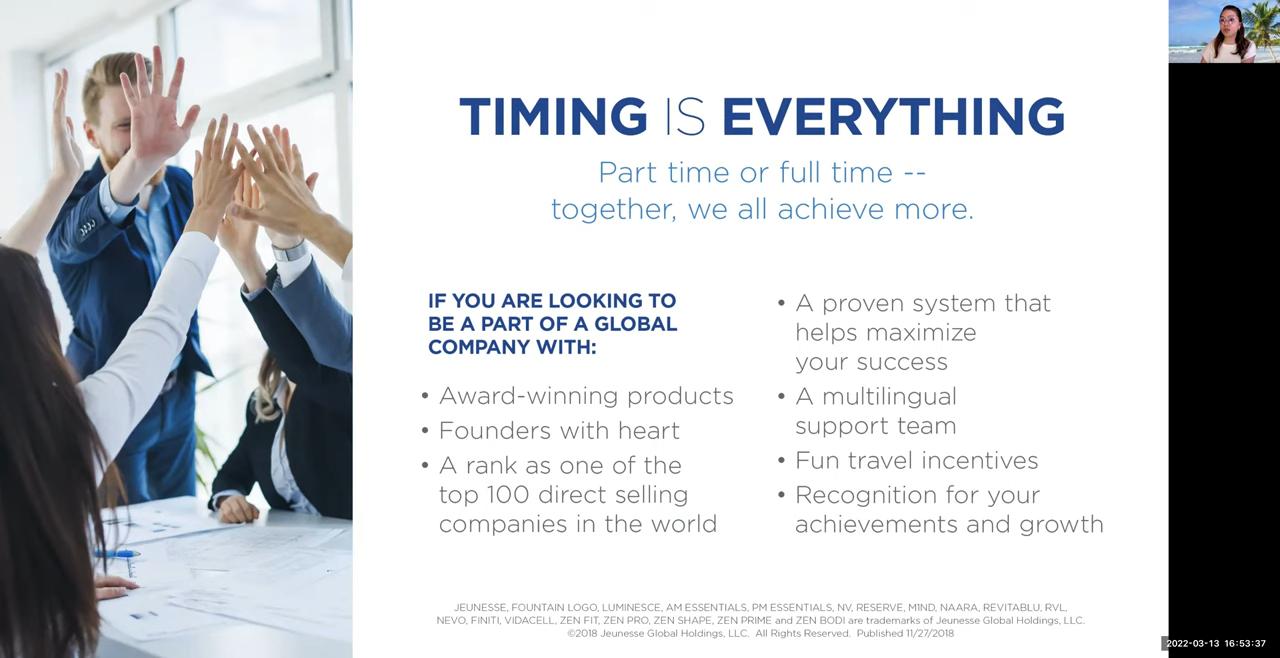 TIMING IS EVERYTHING
Part time or full time --
together, we all achieve more.
IF YOU ARE LOOKING TO
BE A PART OF A GLOBAL
COMPANY WITH:
• Award-winning products
• Founders with heart
• A rank as one of the
top 100 direct selling
companies in the world
• A proven system that
helps maximize
your success
• A multilingual
support team
• Fun travel incentives
• Recognition for your
achievements and growth
JEUNESSE, FOUNTAIN LOGO, LUMINESCE, AM ESSENTIALS, PM ESSENTIALS, NV, RESERVE, MIND, NAARA, REVITABLU, RVL,
NEVO, FINITI, VIDACELL, ZEN FIT, ZEN PRO, ZEN SHAPE, ZEN PRIME and ZEN BODI are trademarks of Jeunesse Global Holdings, LLC.
©2018 Jeunesse Global Holdings, LLC. All Rights Reserved. Published 11/27/2018
2022-03-13 16:53:37